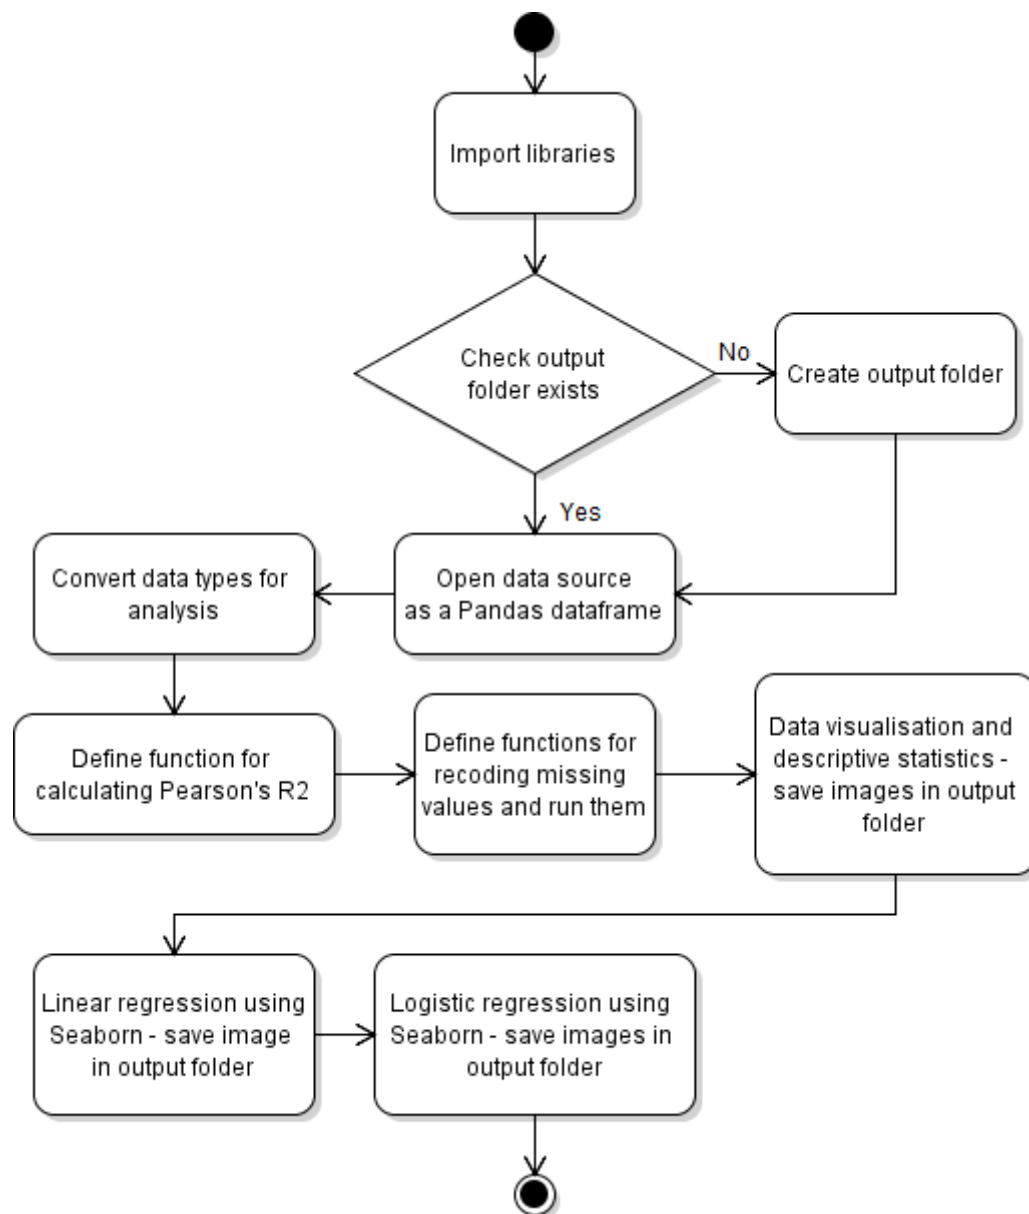 Import libraries
Check output
folder exists
No
Create output folder
Yes
Open data source
as a Pandas dataframe
Convert data types for
analysis
Define function for
calculating Pearson's R2
Define functions for
recoding missing
values and run them
Data visualisation and
descriptive statistics -
save images in output
folder
Linear regression using
Seaborn - save image
in output folder
Logistic regression using
Seaborn - save images in
output folder